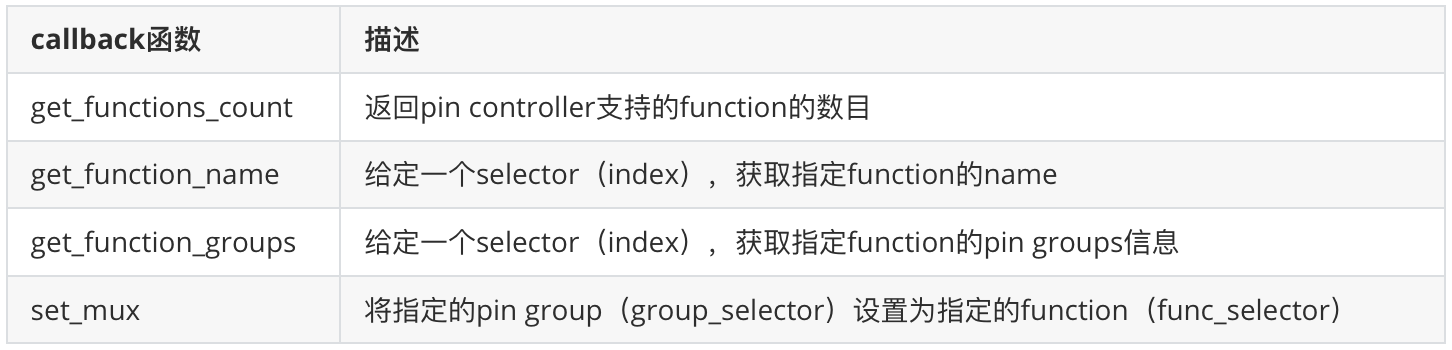 callback函数 描述
get_functions_count 返回pin controller支持的function的数目
get_function_name 给定一个selector（index），获取指定function的name
get_function_groups 给定一个selector（index），获取指定function的pin groups信息
set_mux 将指定的pin group（group_selector）设置为指定的function（func_selector）